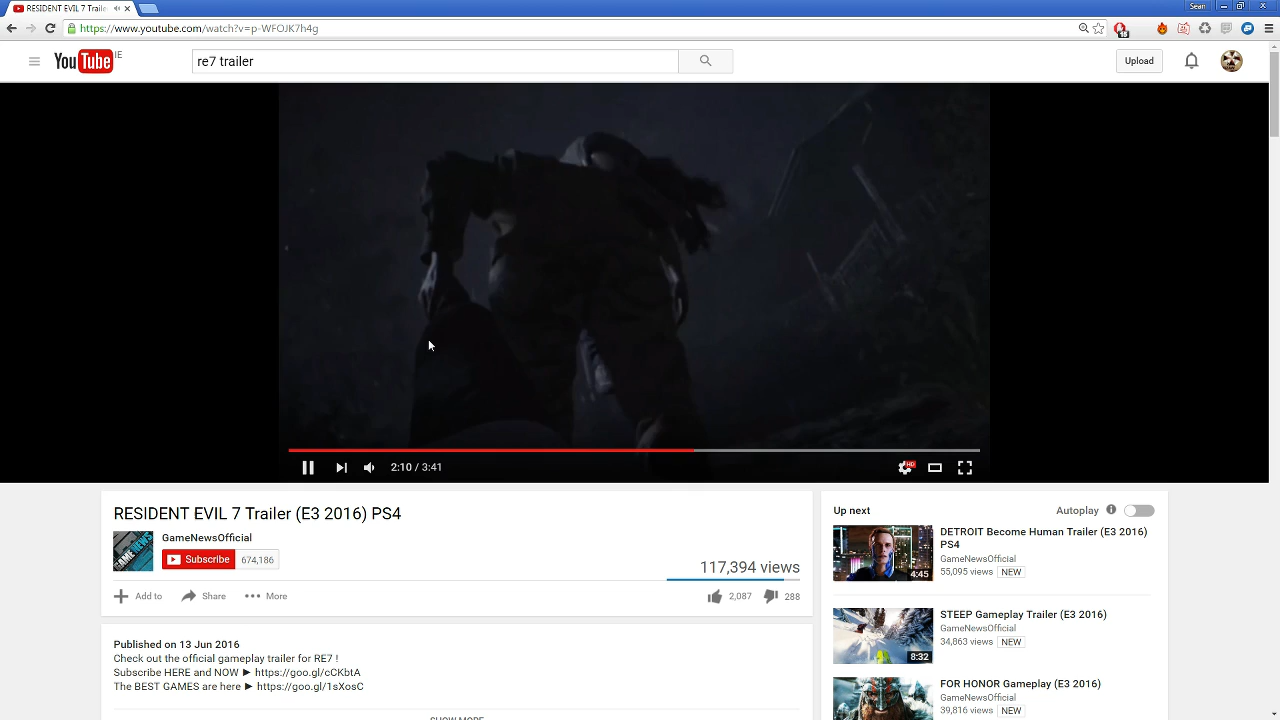 RESIDENT EVIL 7 Traile
Sean
https://www.youtube.com/watch?v=p-WFOJK7h4g
YouTube IE
re7 trailer
Upload
2:10 / 3:41
HD
RESIDENT EVIL 7 Trailer (E3 2016) PS4
GameNewsOfficial
Subscribe 674,186
117,394 views
Add to
Share
More
2,087
288
Published on 13 Jun 2016
Check out the official gameplay trailer for RE7 !
Subscribe HERE and NOW ► https://goo.gl/cCKbtA
The BEST GAMES are here ► https://goo.gl/1sXosC
SHOW MORE
Up next
Autoplay
DETROIT Become Human Trailer (E3 2016)
PS4
GameNewsOfficial
55,095 views NEW
4:45
STEEP Gameplay Trailer (E3 2016)
GameNewsOfficial
34,863 views NEW
8:32
FOR HONOR Gameplay (E3 2016)
GameNewsOfficial
39,816 views NEW